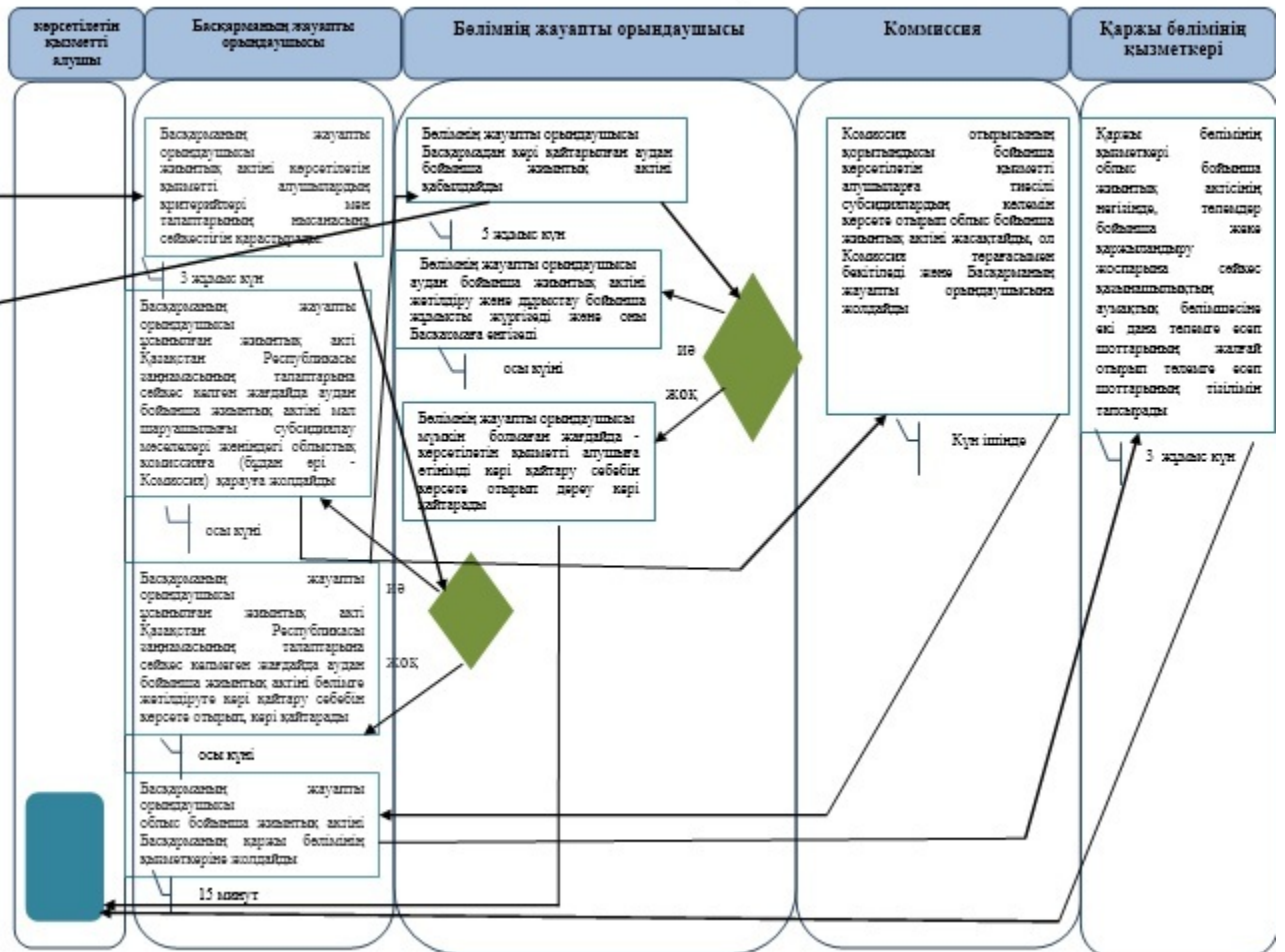 көрсетілетін
қызметті
алушы
Басқарманың жауапты
орындаушысы
Бөлімнің жауапты орындаушысы
Коммиссия
Қаржы бөлімінің
қызметкері
Басқарманың жауапты
орындаушысы
жиынтық актіні көрсетілетін
қызметті алушылардың
критерийлері мен
талаптарының нысанасына
сәйкестігін қарастырады
3 жұмыс күн
Басқарманың жауапты
орындаушысы
ұсынылған жиынтық акті
Қазақстан Республикасы
заңнамасының талаптарына
сәйкес келген жағдайда аудан
бойынша жиынтық актіні мал
шаруашылығы субсидиялау
мәселелері жөніндегі облыстық
комиссияға (бұдан әрі -
Комиссия) қарауға жолдайды
осы күні
Басқарманың жауапты
орындаушысы
ұсынылған жиынтық акті
Қазақстан Республикасы
заңнамасының талаптарына
сәйкес келмеген жағдайда аудан
бойынша жиынтық актіні бөлімге
жетілдіруге кері қайтару себебін
көрсете отырып, кері қайтарады
осы күні
Басқарманың жауапты
орындаушысы
облыс бойынша жиынтық актіні
Басқарманың қаржы бөлімінің
қызметкеріне жолдайды
15 минут
Бөлімнің жауапты орындаушысы
Басқармадан кері қайтарылған аудан
бойынша жиынтық актіні
қабылдайды
5 жұмыс күн
Бөлімнің жауапты орындаушысы
аудан бойынша жиынтық актіні
жетілдіру және дұрыстау бойынша
жұмысты жүргізеді және оны
Басқармаға енгізеді
осы күіні
иә
жоқ
Бөлімнің жауапты орындаушысы
мүмкін болмаған жағдайда -
көрсетілетін қызметті алушыға
өтінімді кері қайтару себебін
көрсете отырып дереу кері
қайтарады
иә
жоқ
Комиссия отырысының
қорытындысы бойынша
көрсетілетін қызметті
алушыларға тиесілі
субсидиялардың көлемін
көрсете отырып облыс бойынша
жиынтық актіні жасақтайды, ол
Комиссия төрағасымен
бекітіледі және Басқарманың
жауапты орындаушысына
жолдайды
Күн ішінде
Қаржы бөлімінің
қызметкері
облыс бойынша
жиынтық актісінің
негізінде, төлемдер
бойынша жеке
қаржыландыру
жоспарына сәйкес
қазынашылықтың
аумақтық бөлімшесіне
екі дана төлемге есеп
шоттарының жалғай
отырып төлемге есеп
шоттарының тізілімін
тапсырады
3 жұмыс күн